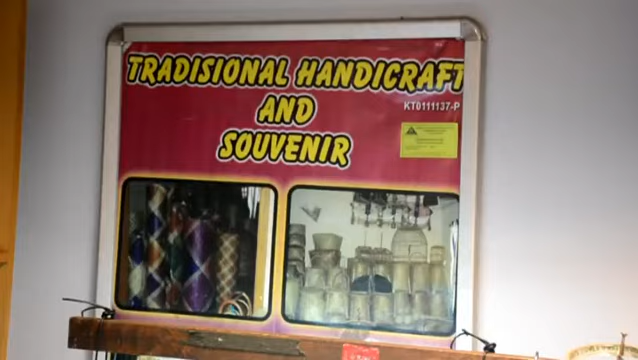 TRADISIONAL HANDICRAFT
AND
SOUVENIR
KT0111137-P